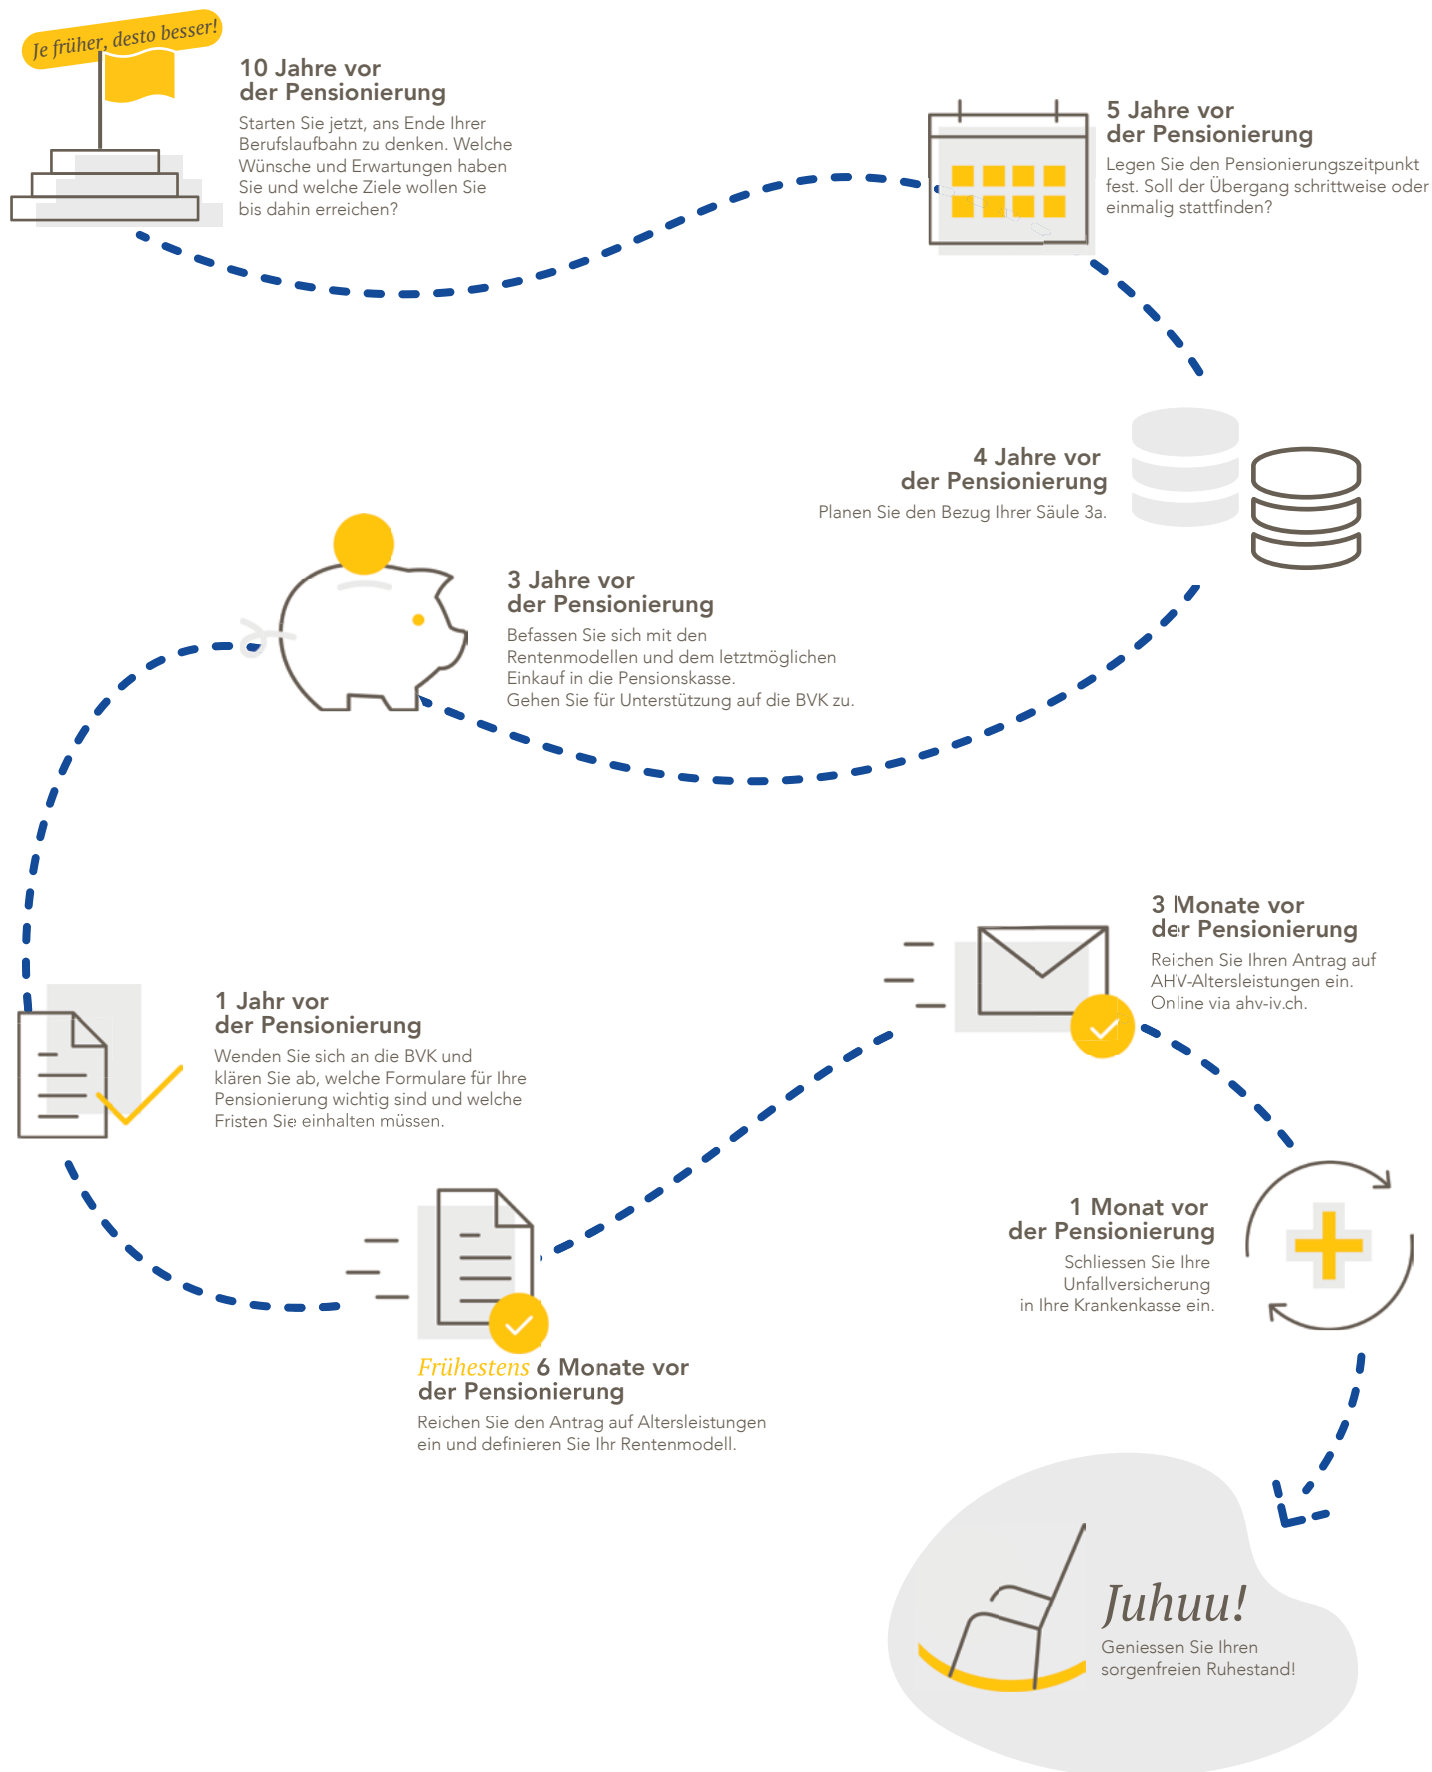 Je früher, desto besser!
10 Jahre vor
der Pensionierung
Starten Sie jetzt, ans Ende Ihrer
Berufslaufbahn zu denken. Welche
Wünsche und Erwartungen haben
Sie und welche Ziele wollen Sie
bis dahin erreichen?
5 Jahre vor
der Pensionierung
Legen Sie den Pensionierungszeitpunkt
fest. Soll der Übergang schrittweise oder
einmalig stattfinden?
4 Jahre vor
der Pensionierung
Planen Sie den Bezug Ihrer Säule 3a.
3 Jahre vor
der Pensionierung
Befassen Sie sich mit den
Rentenmodellen und dem letztmöglichen
Einkauf in die Pensionskasse.
Gehen Sie für Unterstützung auf die BVK zu.
1 Jahr vor
der Pensionierung
Wenden Sie sich an die BVK und
klären Sie ab, welche Formulare für Ihre
Pensionierung wichtig sind und welche
Fristen Sie einhalten müssen.
Frühestens 6 Monate vor
der Pensionierung
Reichen Sie den Antrag auf Altersleistungen
ein und definieren Sie Ihr Rentenmodell.
3 Monate vor
der Pensionierung
Reichen Sie Ihren Antrag auf
AHV-Altersleistungen ein.
Online via ahv-iv.ch.
1 Monat vor
der Pensionierung
Schliessen Sie Ihre
Unfallversicherung
in Ihre Krankenkasse ein.
Juhuu!
Geniessen Sie Ihren
sorgenfreien Ruhestand!